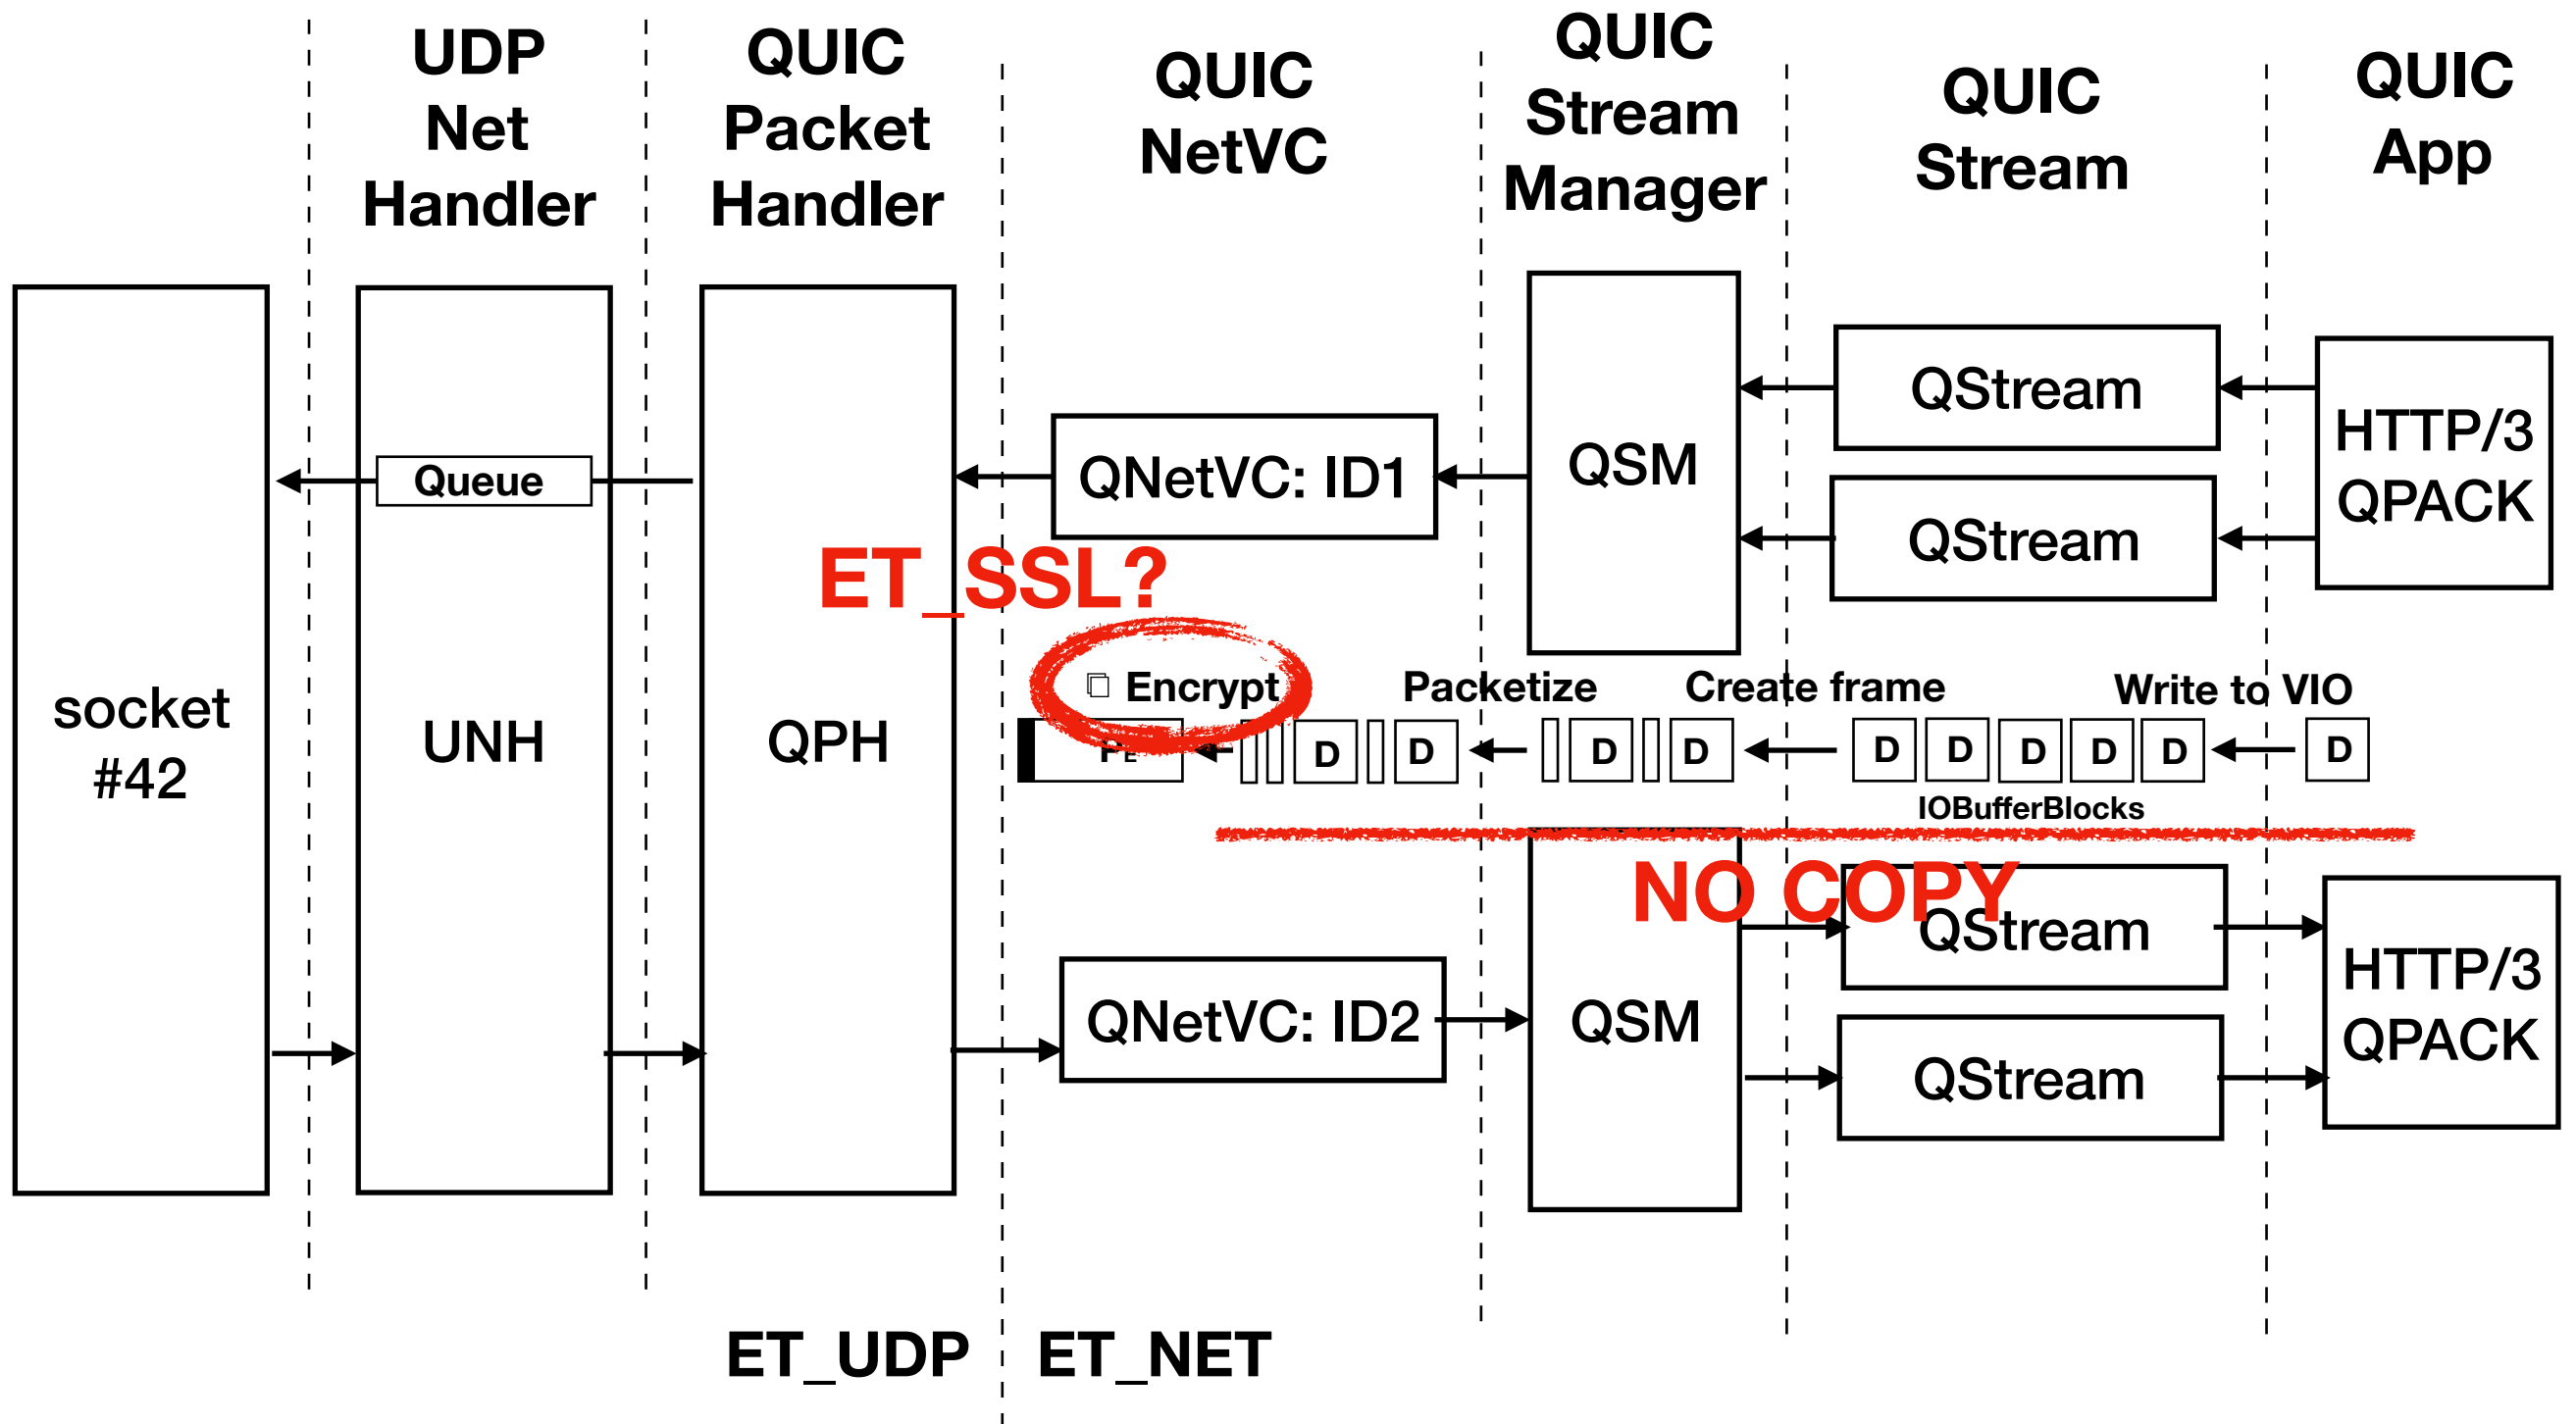 UDP
Net
Handler
QUIC
Packet
Handler
QUIC
NetVC
QUIC
Stream
Manager
QUIC
Stream
QUIC
App
socket
#42
Queue
UNH
QPH
QNetVC: ID1
QSM
QStream
QStream
HTTP/3
QPACK
ET_SSL?
Encrypt
Packetize
Create frame
Write to VIO
D
D
D
D
D
D
D
D
D
D
IOBufferBlocks
NO COPY
QNetVC: ID2
QSM
QStream
QStream
HTTP/3
QPACK
ET_UDP
ET_NET